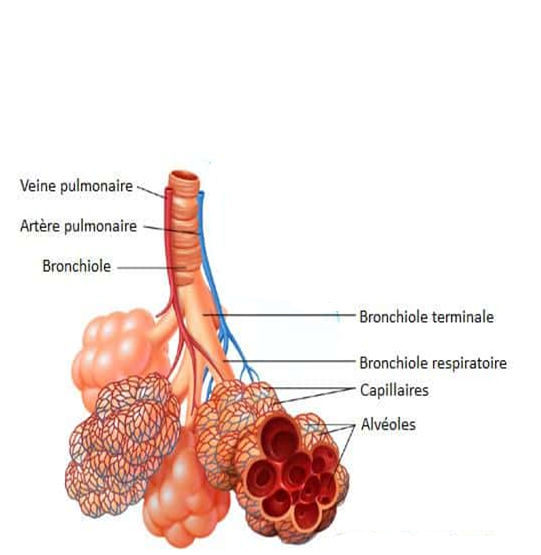 Veine pulmonaire
Artère pulmonaire
Bronchiole
Bronchiole terminale
Bronchiole respiratoire
Capillaires
Alvéoles